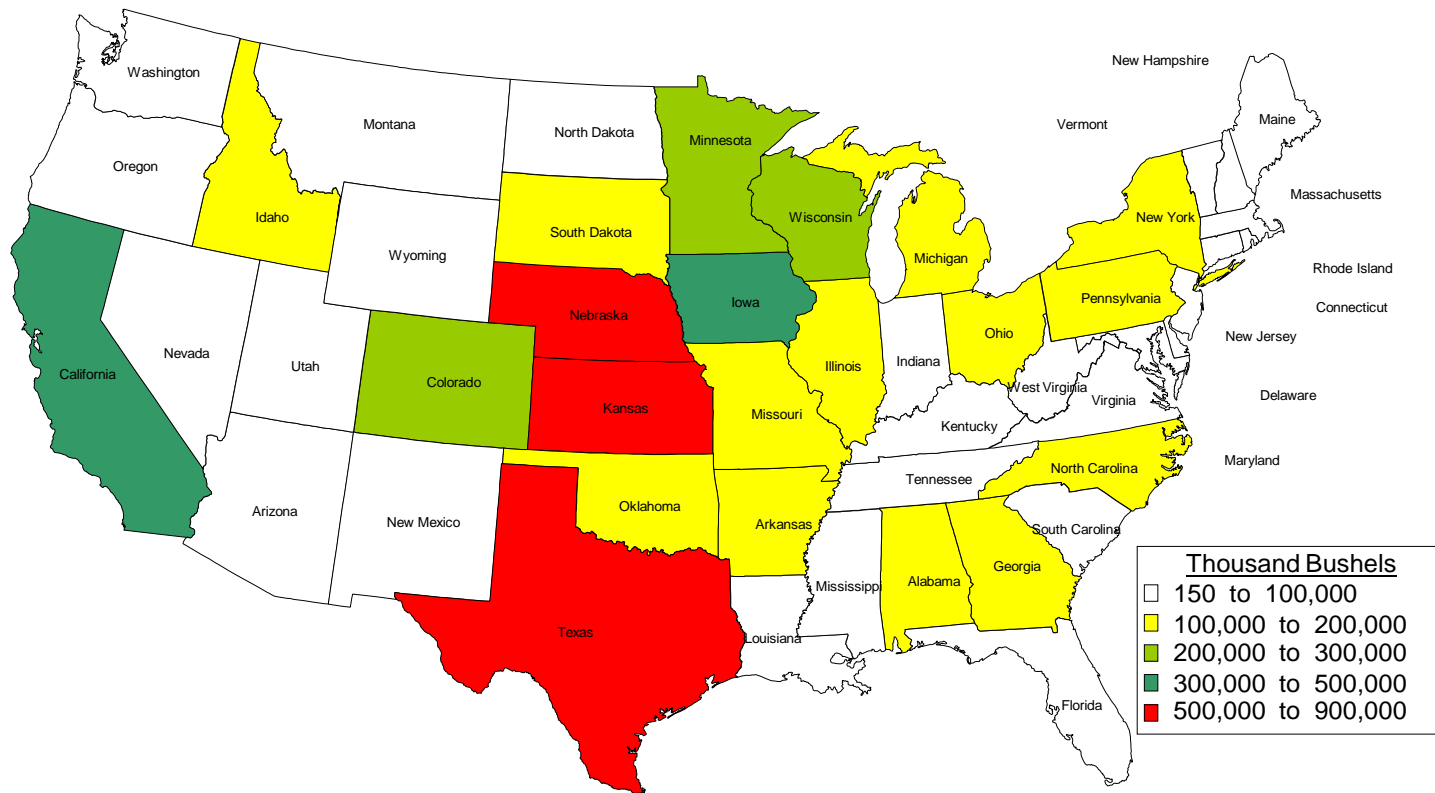 New Hampshire
Washington
Vermont
Maine
Montana
North Dakota
Minnesota
Oregon
Massachusetts
Idaho
South Dakota
Wisconsin
New York
Wyoming
Michigan
Rhode Island
Pennsylvania
Connecticut
Nebraska
Iowa
Ohio
New Jersey
Nevada
Utah
Illinois
Indiana
California
Colorado
West Virginia
Delaware
Virginia
Kansas
Missouri
Kentucky
Maryland
North Carolina
Tennessee
Oklahoma
Arizona
New Mexico
Arkansas
South Carolina
Georgia
Alabama
Mississippi
Texas
Louisiana
Florida
Thousand Bushels
150 to 100,000
100,000 to 200,000
200,000 to 300,000
300,000 to 500,000
500,000 to 900,000